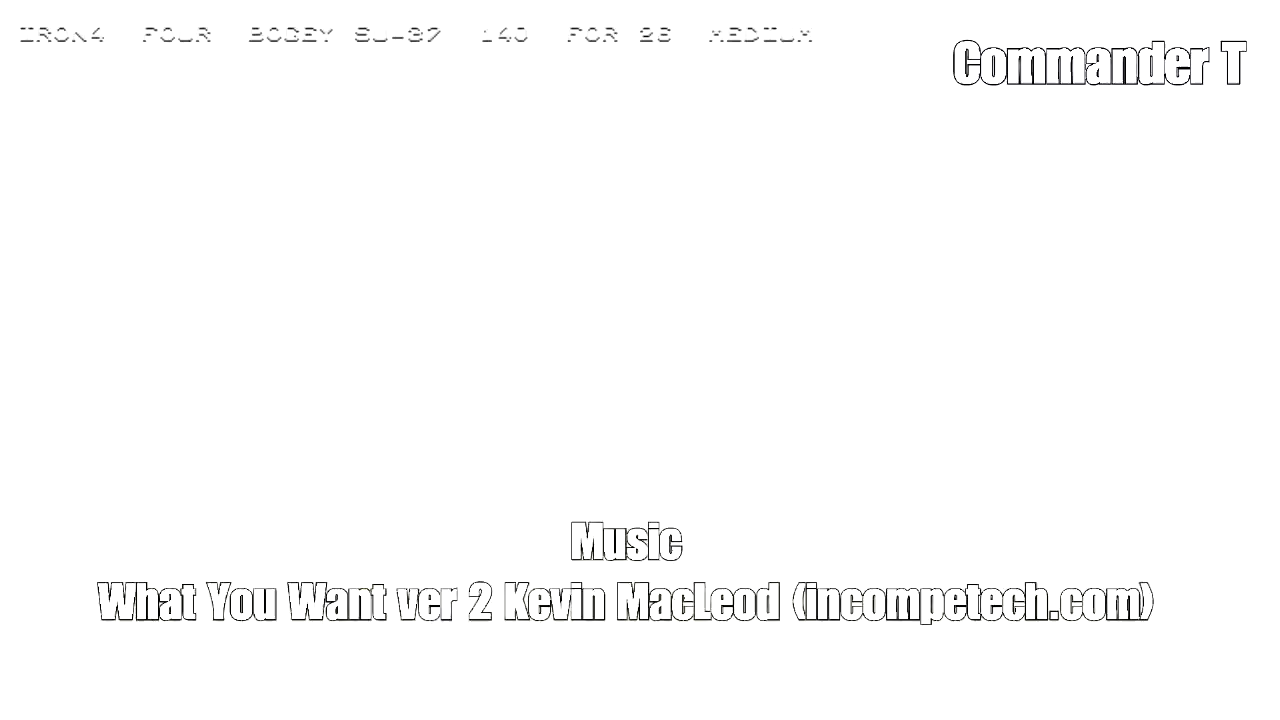 IRON4 FOUR BOGEY SU-37 140 FOR 26 MEDIUM
Commander T
Music
What You Want ver 2 Kevin MacLeod (incompetech.com)